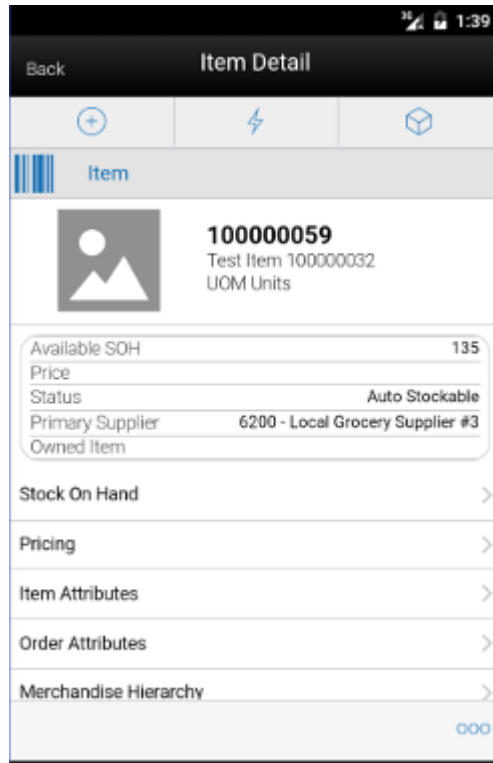 3G 1:39
Back Item Detail
Item
100000059
Test Item 100000032
UOM Units
Available SOH 135
Price
Status Auto Stockable
Primary Supplier 6200 - Local Grocery Supplier #3
Owned Item
Stock On Hand
Pricing
Item Attributes
Order Attributes
Merchandise Hierarchy